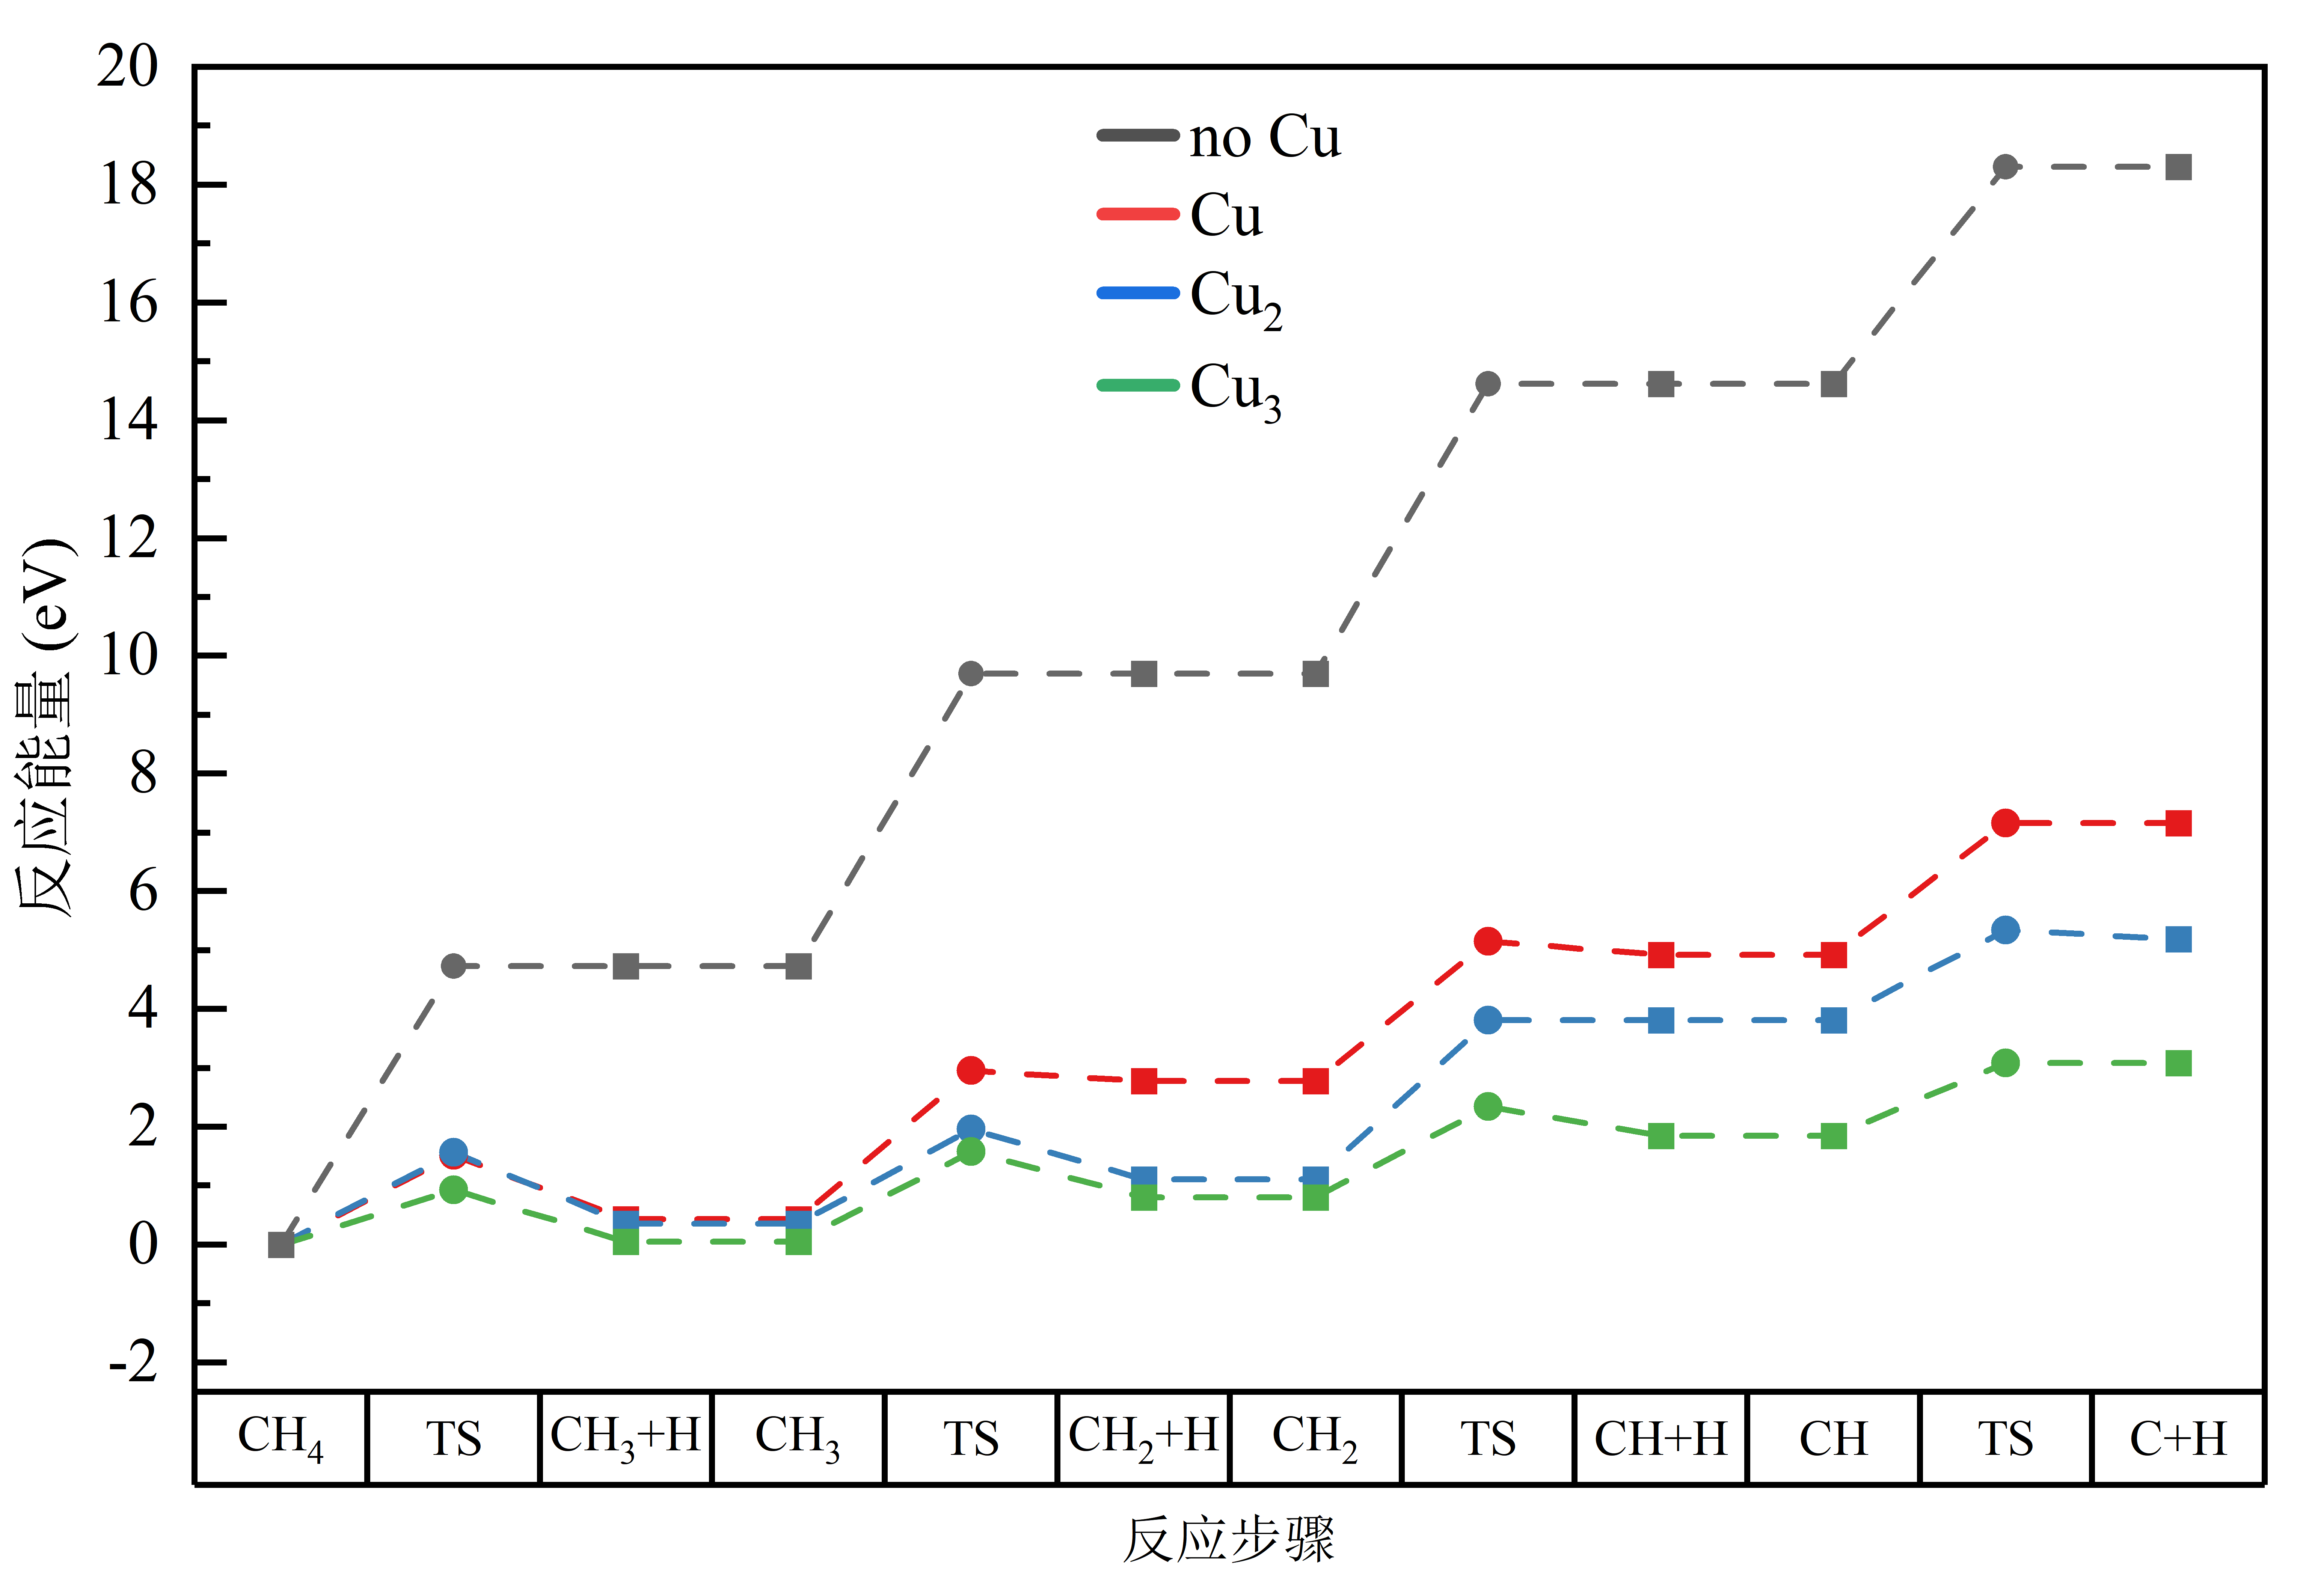 20
18
16
14
12
10
8
6
4
2
0
-2
反应能量 (eV)
no Cu
Cu
Cu₂
Cu₃
CH₄ TS CH₃+H CH₃ TS CH₂+H CH₂ TS CH+H CH TS C+H
反应步骤